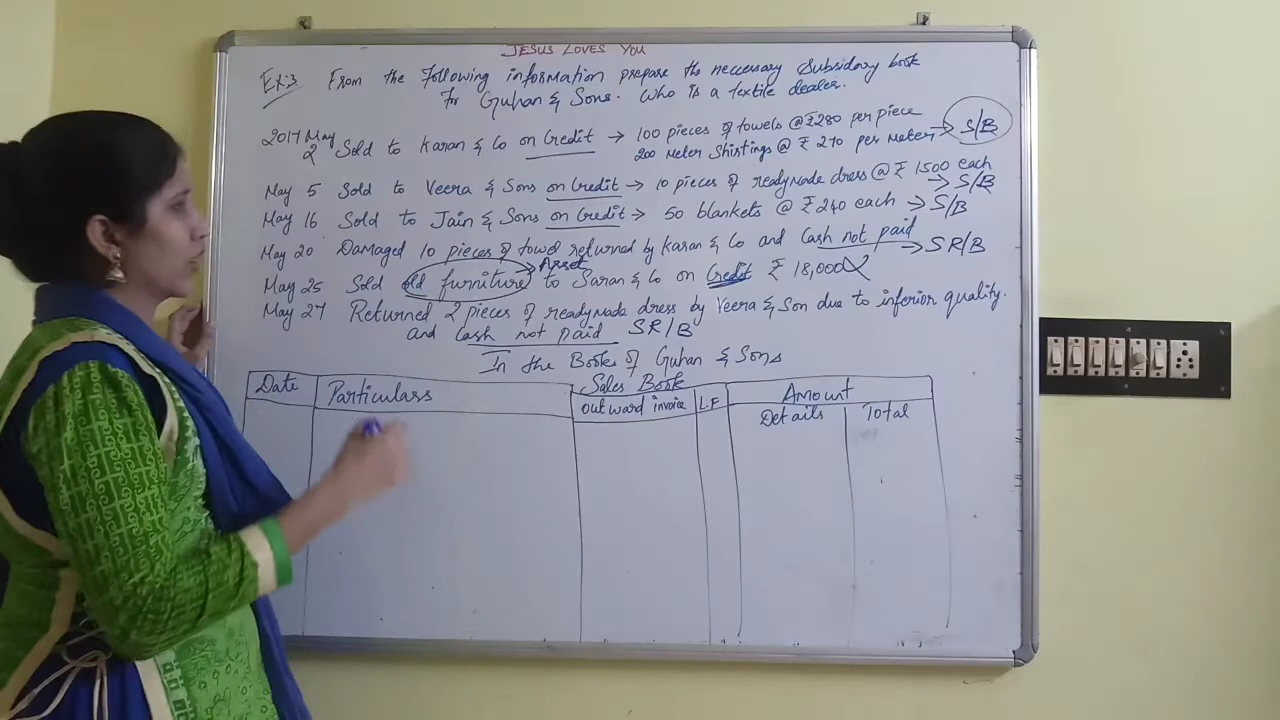 JESUS LOVES YOU
Ex:3 From the Following information prepare the neccessary Subsidary book
For Guhan & Sons. Who is a textile dealer.
2017 May
2 Sold to Karan & Co on Credit → 100 pieces of towels @ ₹280 per piece
200 Meter Shirtings @ ₹ 270 per Meter → S/B
May 5 Sold to Veera & Sons on Credit → 10 pieces of readymade dress @ ₹ 1500 each
→ S/B
May 16 Sold to Jain & Sons on Credit → 50 blankets @ ₹240 each → S/B
May 20 Damaged 10 pieces of towel returned by Karan & Co and Cash not paid
→ SR/B
Asset
May 25 Sold old furniture to Saran & Co on Credit ₹ 18,000 X
May 27 Returned 2 pieces of readymade dress by Veera & Son due to inferior quality.
and Cash not paid SR/B
In the Books of Guhan & Sons
Sales Book
Date Particulars outward invoice L.F Amount
Details Total